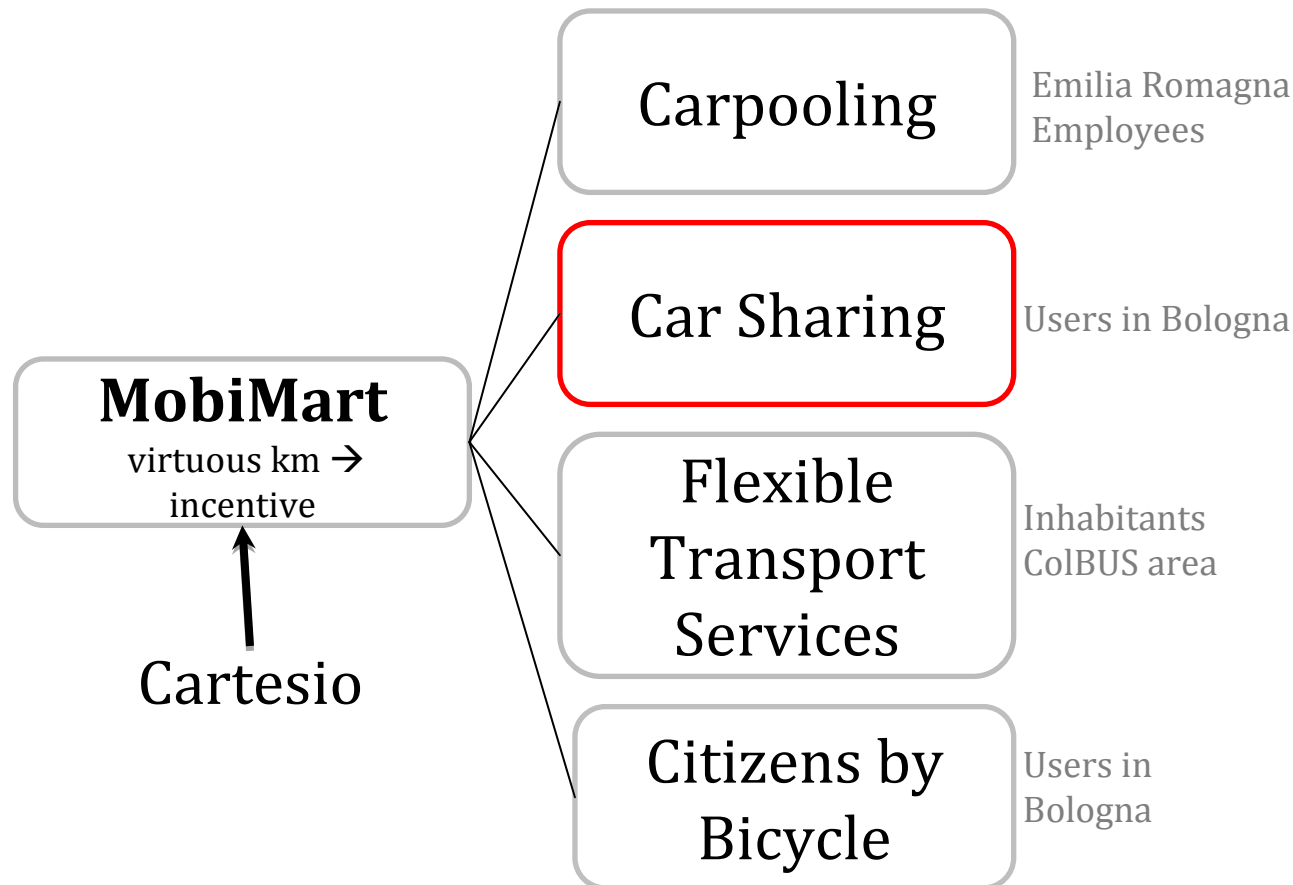 Carpooling
Emilia Romagna
Employees
Car Sharing
Users in Bologna
MobiMart
virtuous km →
incentive
Flexible
Transport
Services
Inhabitants
ColBUS area
Cartesio
Citizens by
Bicycle
Users in
Bologna